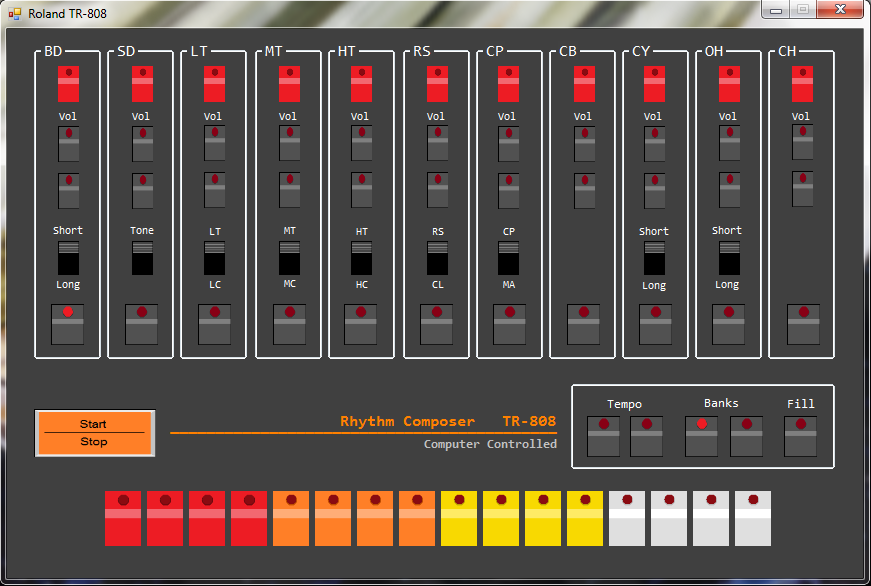 Roland TR-808
BD SD LT MT HT RS CP CB CY OH CH
Vol Vol Vol Vol Vol Vol Vol Vol Vol Vol Vol
Short Tone LT MT HT RS CP Short Short
Long LC MC HC CL MA Long Long
Tempo Banks Fill
Start
Stop
Rhythm Composer TR-808
Computer Controlled